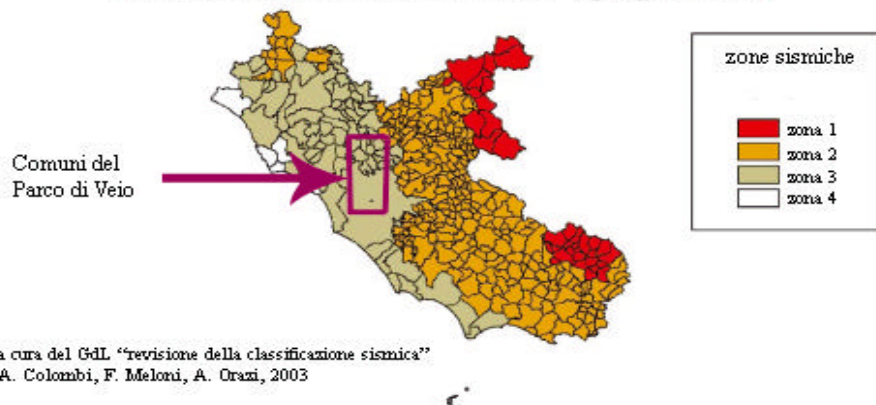 zone sismiche
zona 1
zona 2
zona 3
zona 4
Comuni del
Parco di Veio
a cura del GdL “revisione della classificazione sismica”
A. Colombi, F. Meloni, A. Orazi, 2003